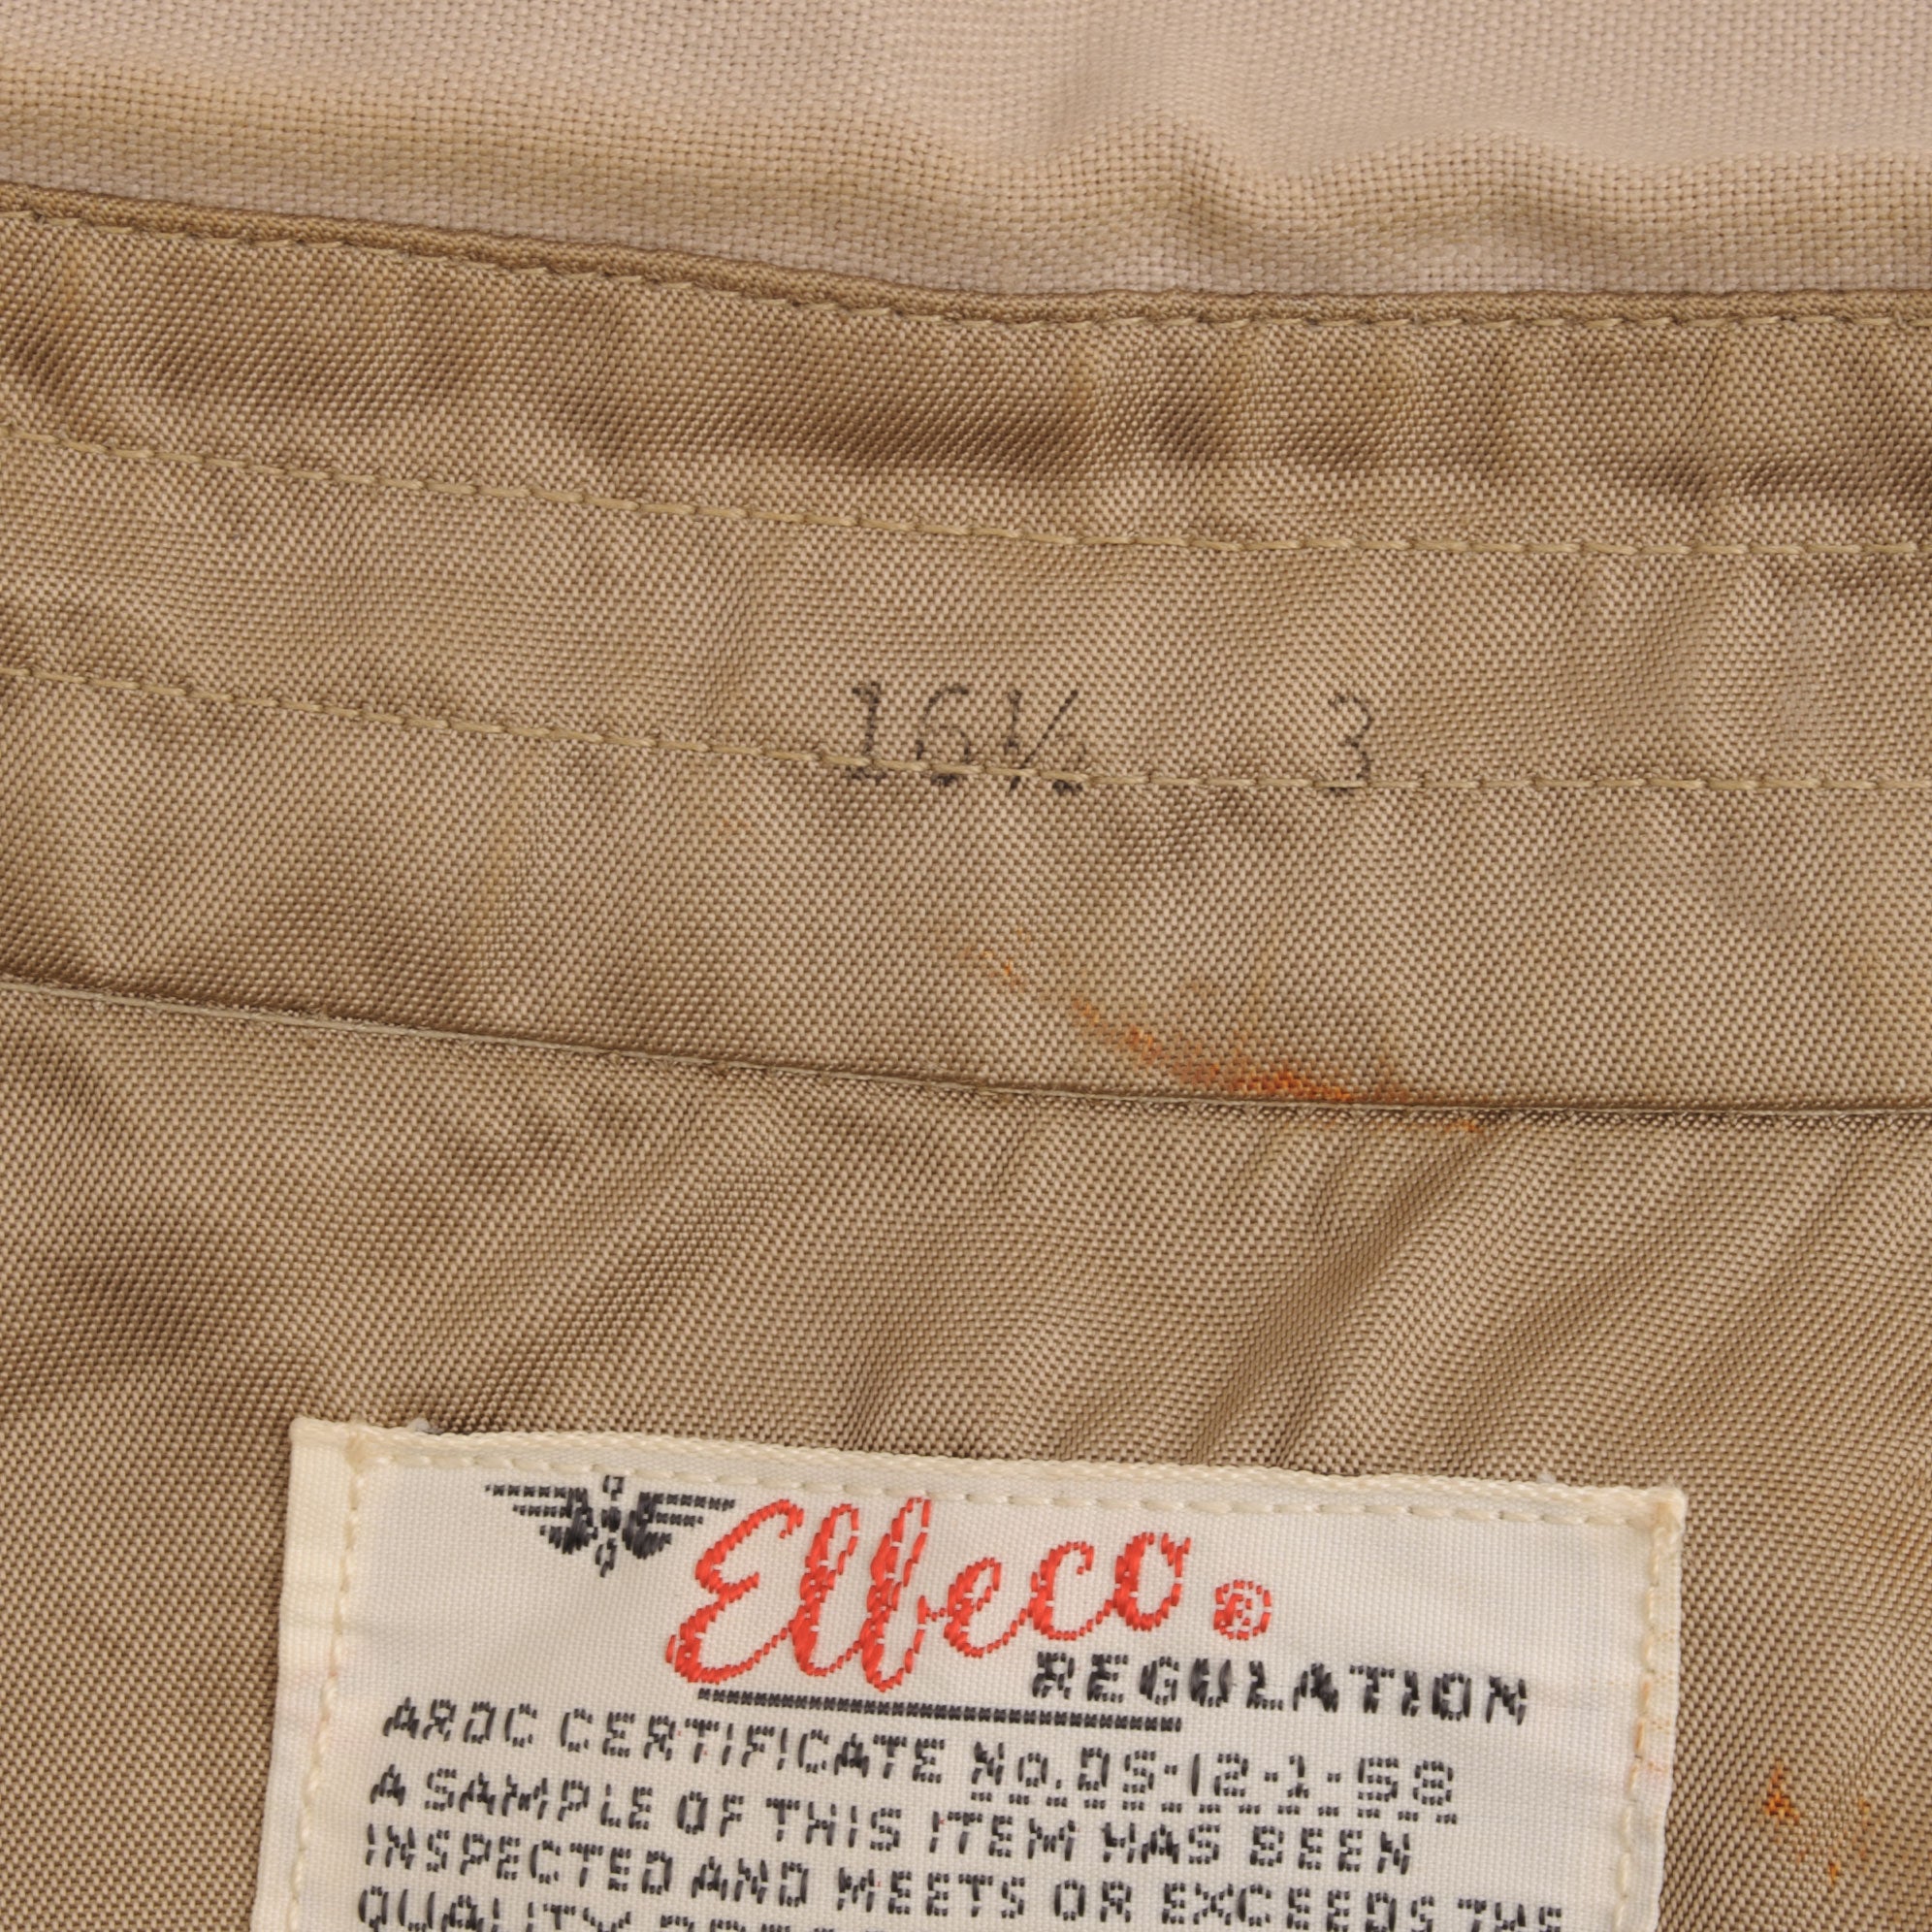 16½ 3
Elbeco ®
REGULATION
ARDC CERTIFICATE No. DS-12-1-58
A SAMPLE OF THIS ITEM HAS BEEN
INSPECTED AND MEETS OR EXCEEDS THE
QUALITY